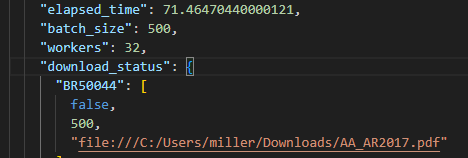 "elapsed_time": 71.46470440000121,
"batch_size": 500,
"workers": 32,
"download_status": {
"BR50044": [
false,
500,
"file:///C:/Users/miller/Downloads/AA_AR2017.pdf"